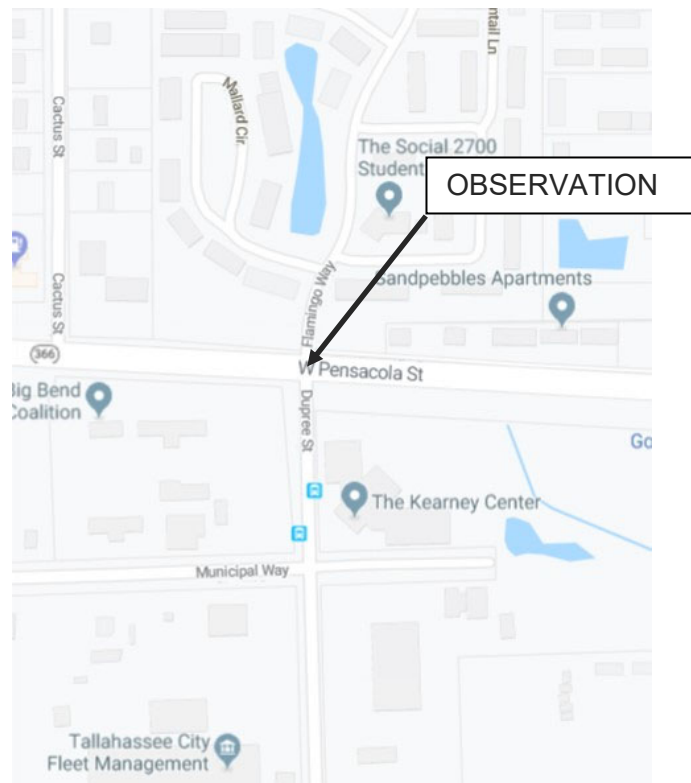 ntail Ln
Mallard Cir
Cactus St
The Social 2700
Student
OBSERVATION
Sandpebbles Apartments
Cactus St
Flamingo Way
366
W Pensacola St
Big Bend
Coalition
Dupree St
Go
The Kearney Center
Municipal Way
Tallahassee City
Fleet Management